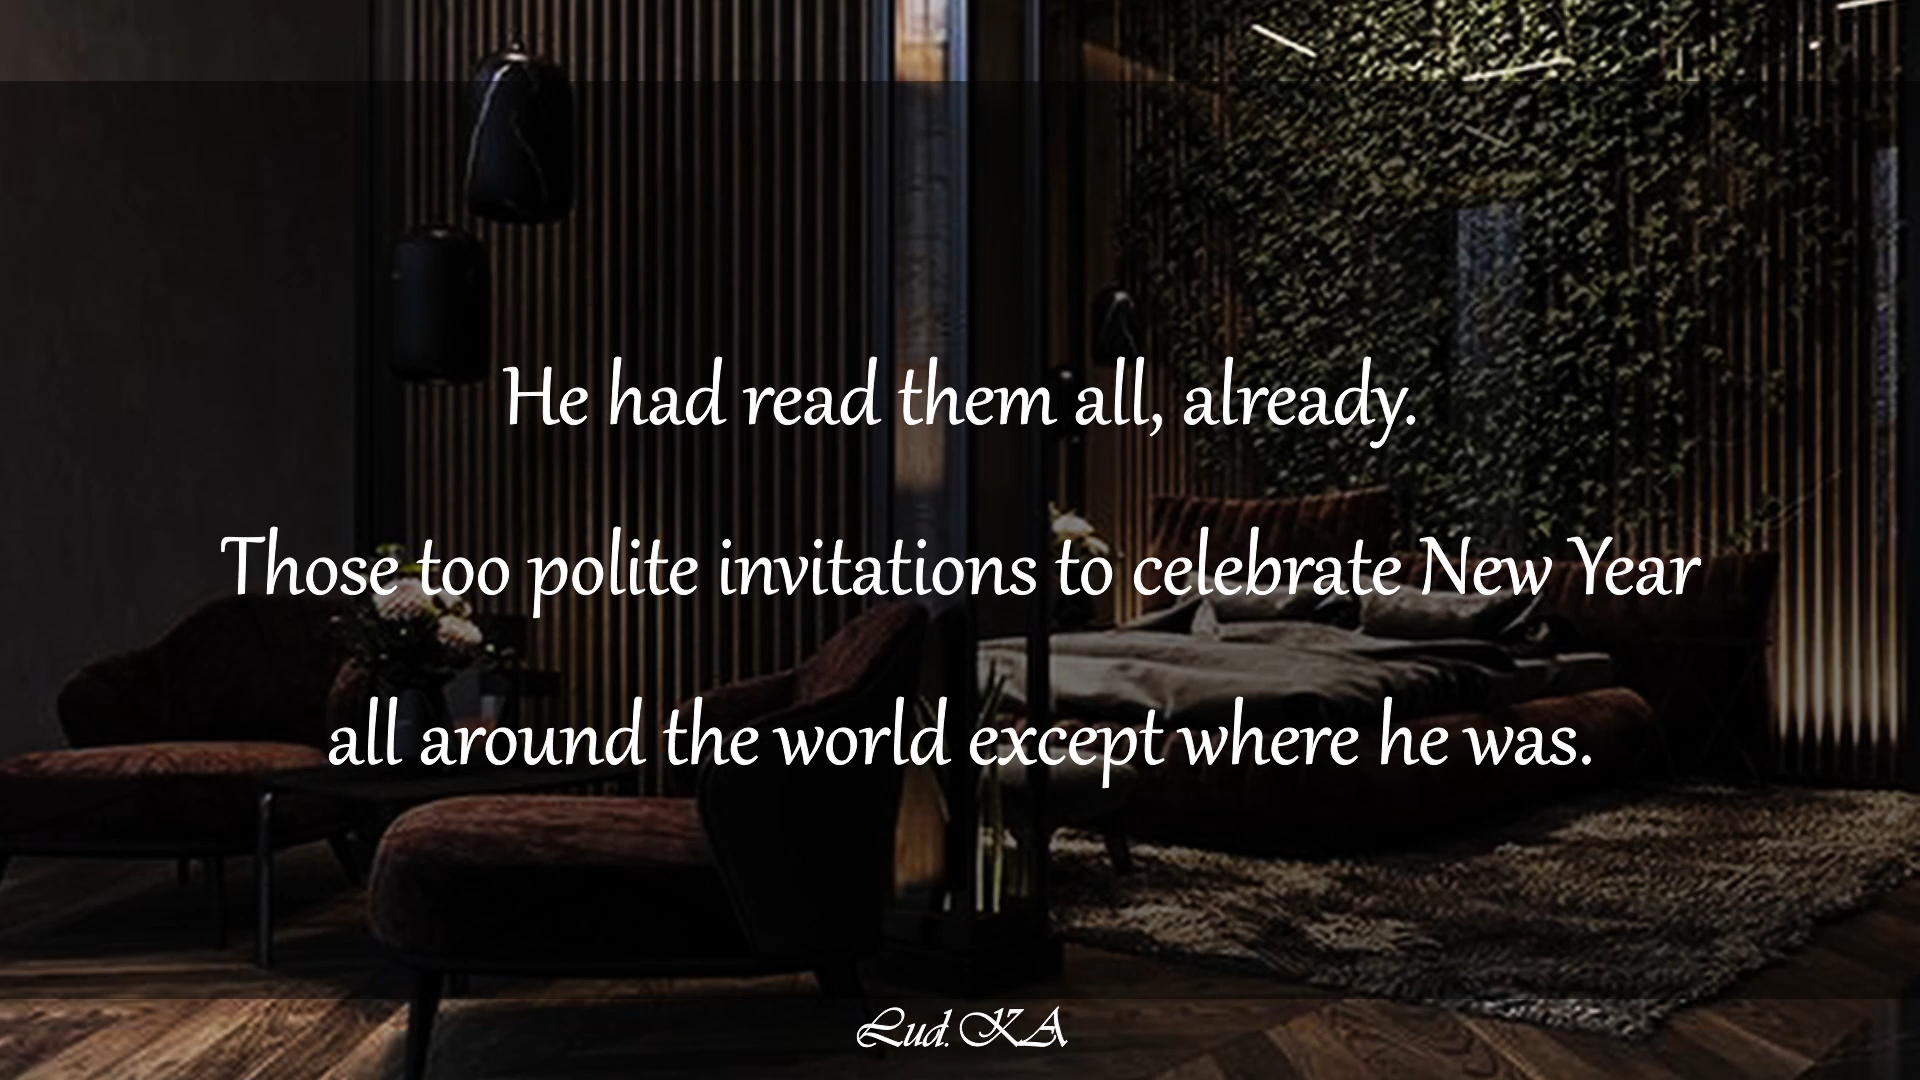 He had read them all, already.
Those too polite invitations to celebrate New Year
all around the world except where he was.
Lud. KA